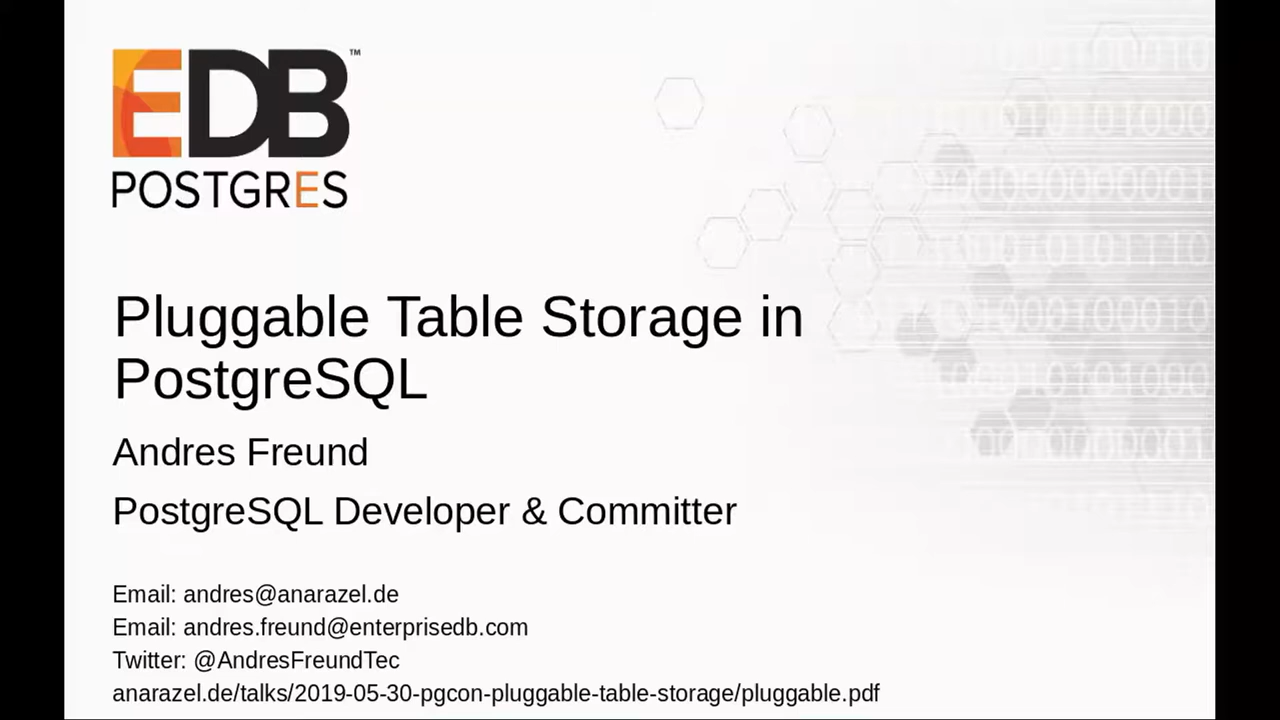 EDB™
POSTGRES
Pluggable Table Storage in
PostgreSQL
Andres Freund
PostgreSQL Developer & Committer
Email: andres@anarazel.de
Email: andres.freund@enterprisedb.com
Twitter: @AndresFreundTec
anarazel.de/talks/2019-05-30-pgcon-pluggable-table-storage/pluggable.pdf